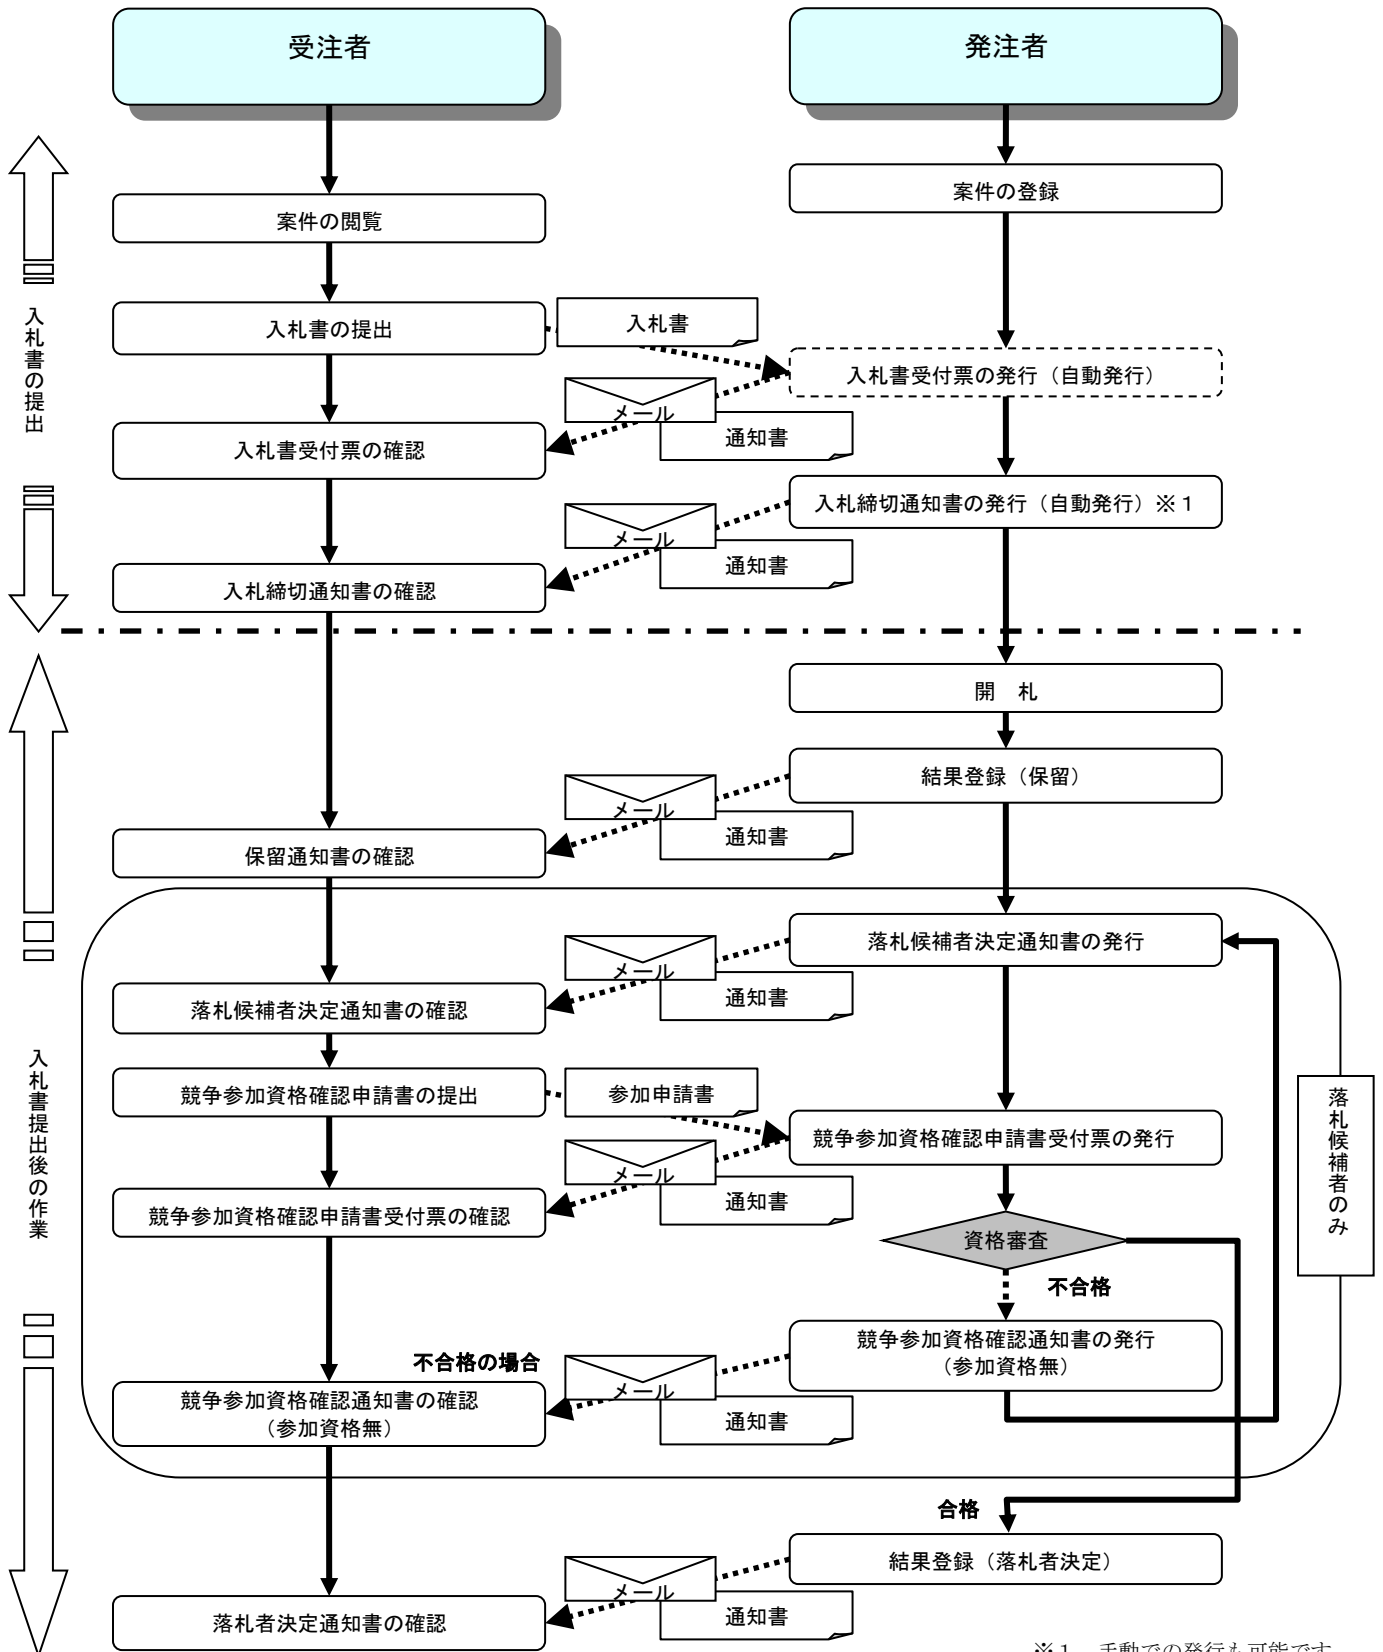 受注者
発注者
案件の登録
案件の閲覧
入札書の提出
入札書の提出
入札書
入札書受付票の発行（自動発行）
メール
通知書
入札書受付票の確認
入札締切通知書の発行（自動発行）※１
メール
通知書
入札締切通知書の確認
開　札
結果登録（保留）
メール
通知書
保留通知書の確認
落札候補者決定通知書の発行
メール
通知書
落札候補者決定通知書の確認
入札書提出後の作業
競争参加資格確認申請書の提出
参加申請書
落札候補者のみ
競争参加資格確認申請書受付票の発行
メール
通知書
競争参加資格確認申請書受付票の確認
資格審査
不合格
競争参加資格確認通知書の発行
（参加資格無）
不合格の場合
メール
通知書
競争参加資格確認通知書の確認
（参加資格無）
合格
結果登録（落札者決定）
メール
通知書
落札者決定通知書の確認
※１　手動での発行も可能です